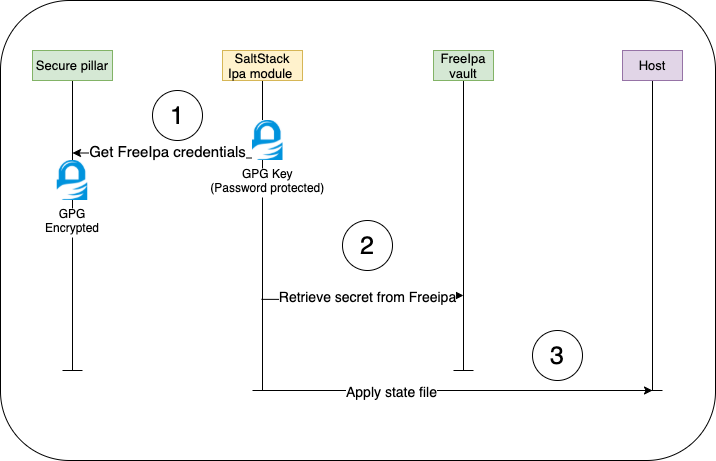 Secure pillar
SaltStack
Ipa module
FreeIpa
vault
Host
1
Get FreeIpa credentials
GPG Key
(Password protected)
GPG
Encrypted
2
Retrieve secret from Freeipa
3
Apply state file